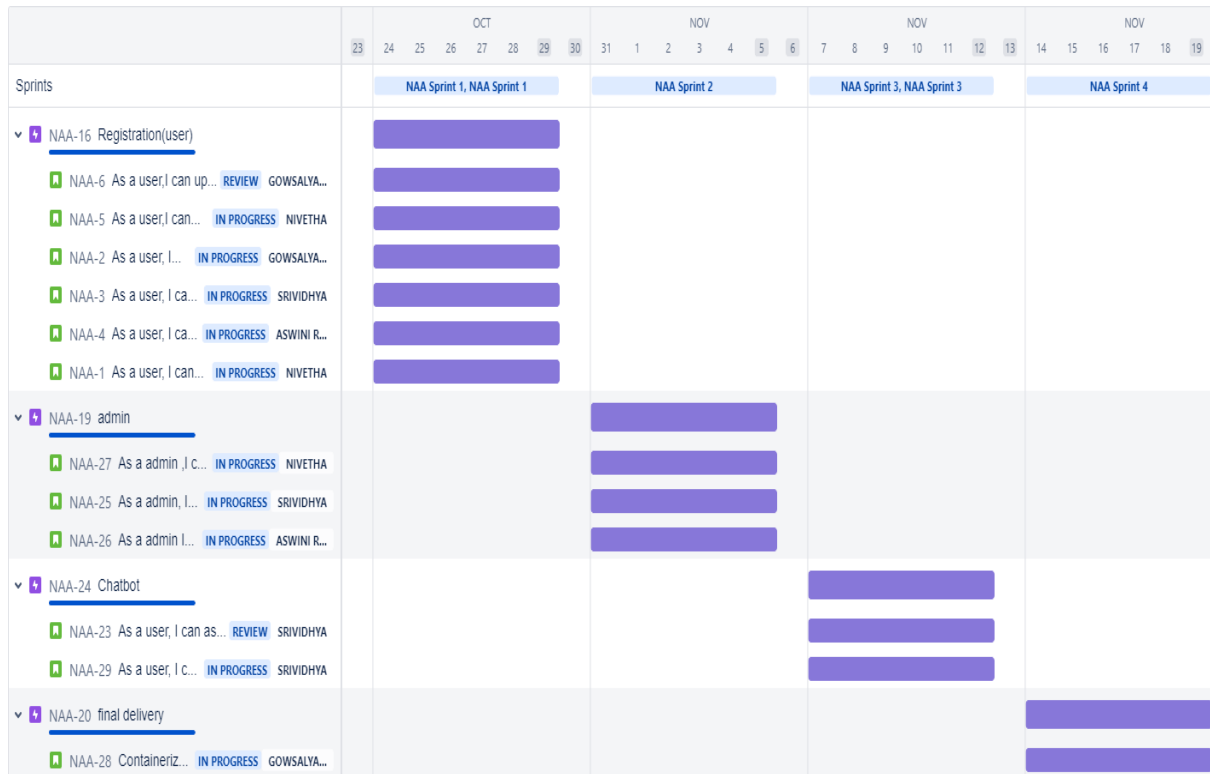 OCT NOV NOV NOV
23 24 25 26 27 28 29 30 31 1 2 3 4 5 6 7 8 9 10 11 12 13 14 15 16 17 18 19
Sprints NAA Sprint 1, NAA Sprint 1 NAA Sprint 2 NAA Sprint 3, NAA Sprint 3 NAA Sprint 4
NAA-16 Registration(user)
NAA-6 As a user,I can up... REVIEW GOWSALYA...
NAA-5 As a user,I can... IN PROGRESS NIVETHA
NAA-2 As a user, I... IN PROGRESS GOWSALYA...
NAA-3 As a user, I ca... IN PROGRESS SRIVIDHYA
NAA-4 As a user, I ca... IN PROGRESS ASWINI R...
NAA-1 As a user, I can... IN PROGRESS NIVETHA
NAA-19 admin
NAA-27 As a admin ,I c... IN PROGRESS NIVETHA
NAA-25 As a admin, I... IN PROGRESS SRIVIDHYA
NAA-26 As a admin I... IN PROGRESS ASWINI R...
NAA-24 Chatbot
NAA-23 As a user, I can as... REVIEW SRIVIDHYA
NAA-29 As a user, I c... IN PROGRESS SRIVIDHYA
NAA-20 final delivery
NAA-28 Containeriz... IN PROGRESS GOWSALYA...